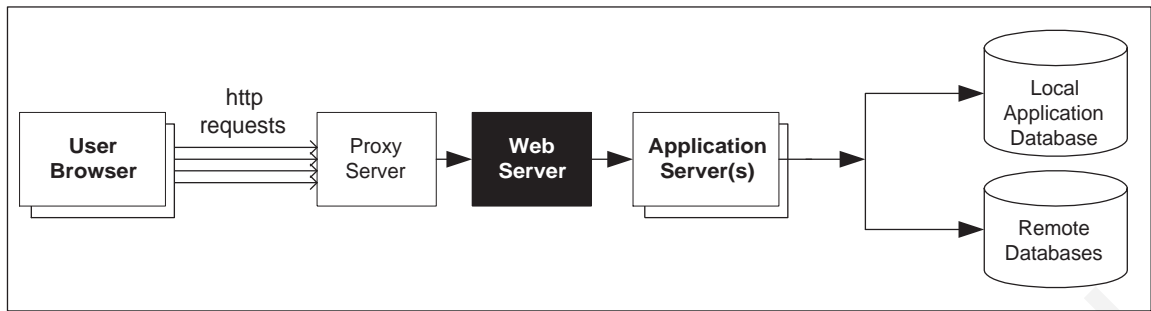 http
requests
User
Browser
Proxy
Server
Web
Server
Application
Server(s)
Local
Application
Database
Remote
Databases